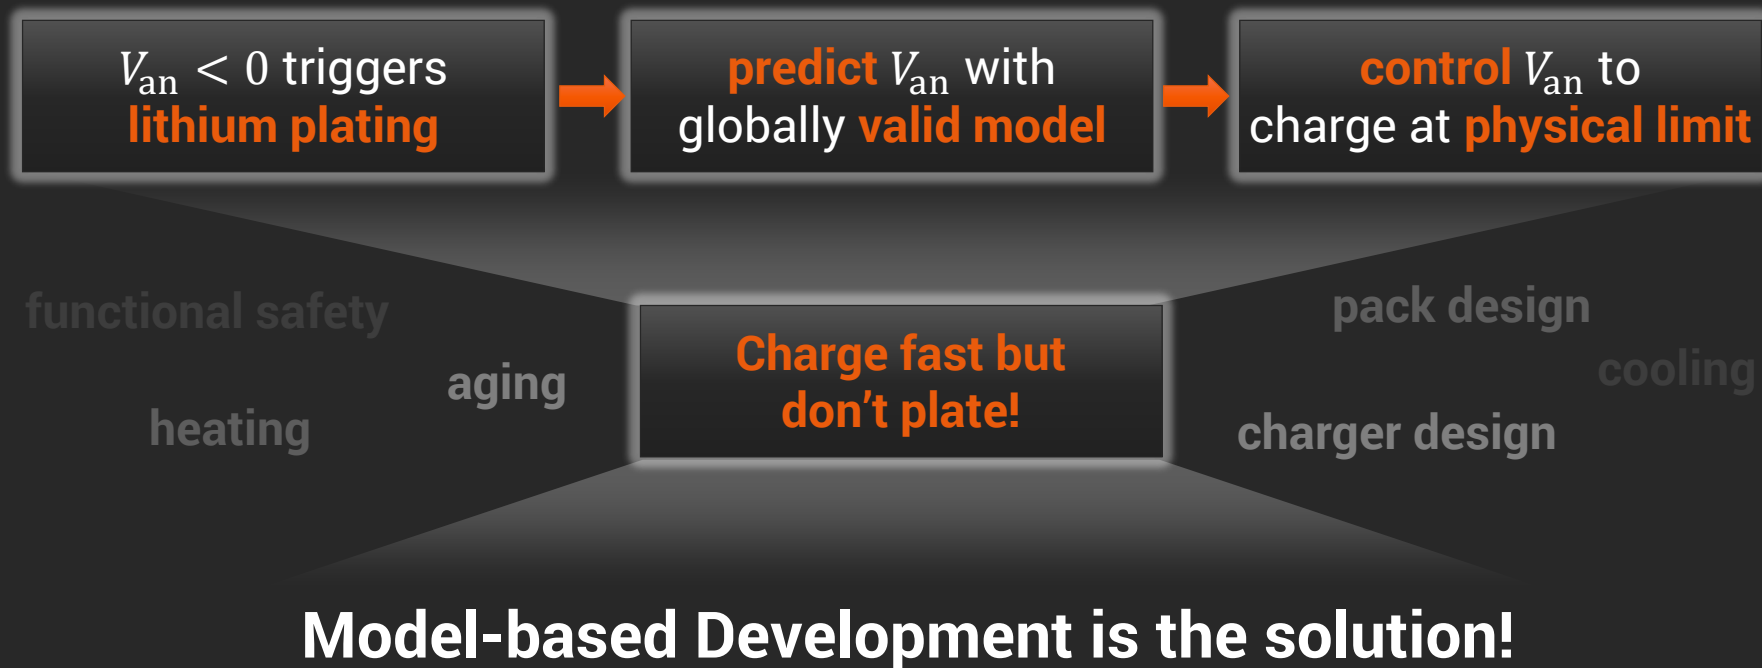 V_an < 0 triggers
lithium plating
predict V_an with
globally valid model
control V_an to
charge at physical limit
functional safety
aging
heating
Charge fast but
don't plate!
pack design
cooling
charger design
Model-based Development is the solution!